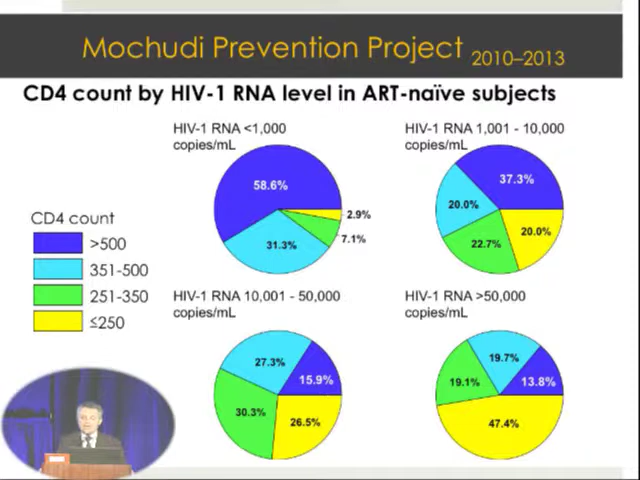 Mochudi Prevention Project 2010–2013
CD4 count by HIV-1 RNA level in ART-naïve subjects
HIV-1 RNA <1,000
copies/mL
58.6%
2.9%
7.1%
31.3%
HIV-1 RNA 1,001 - 10,000
copies/mL
37.3%
20.0%
20.0%
22.7%
CD4 count
>500
351-500
251-350
≤250
HIV-1 RNA 10,001 - 50,000
copies/mL
27.3%
15.9%
30.3%
26.5%
HIV-1 RNA >50,000
copies/mL
19.7%
19.1%
13.8%
47.4%